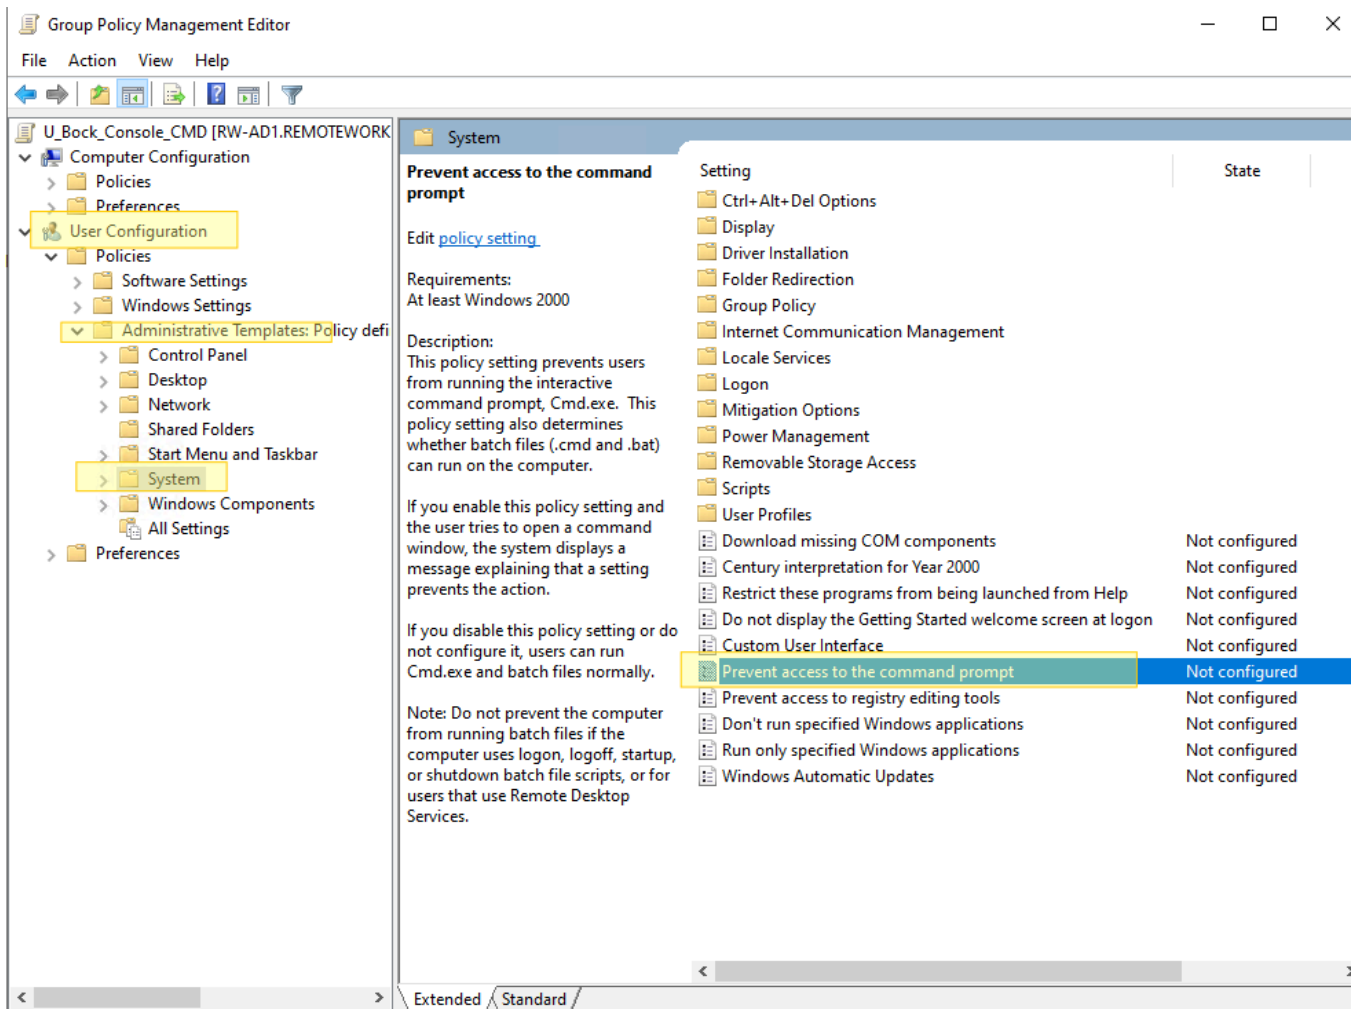 Group Policy Management Editor
File Action View Help
U_Bock_Console_CMD [RW-AD1.REMOTEWORK
Computer Configuration
Policies
Preferences
User Configuration
Policies
Software Settings
Windows Settings
Administrative Templates: Policy defi
Control Panel
Desktop
Network
Shared Folders
Start Menu and Taskbar
System
Windows Components
All Settings
Preferences
System
Prevent access to the command
prompt
Edit policy setting
Requirements:
At least Windows 2000
Description:
This policy setting prevents users
from running the interactive
command prompt, Cmd.exe. This
policy setting also determines
whether batch files (.cmd and .bat)
can run on the computer.
If you enable this policy setting and
the user tries to open a command
window, the system displays a
message explaining that a setting
prevents the action.
If you disable this policy setting or do
not configure it, users can run
Cmd.exe and batch files normally.
Note: Do not prevent the computer
from running batch files if the
computer uses logon, logoff, startup,
or shutdown batch file scripts, or for
users that use Remote Desktop
Services.
Setting State
Ctrl+Alt+Del Options
Display
Driver Installation
Folder Redirection
Group Policy
Internet Communication Management
Locale Services
Logon
Mitigation Options
Power Management
Removable Storage Access
Scripts
User Profiles
Download missing COM components Not configured
Century interpretation for Year 2000 Not configured
Restrict these programs from being launched from Help Not configured
Do not display the Getting Started welcome screen at logon Not configured
Custom User Interface Not configured
Prevent access to the command prompt Not configured
Prevent access to registry editing tools Not configured
Don't run specified Windows applications Not configured
Run only specified Windows applications Not configured
Windows Automatic Updates Not configured
Extended Standard